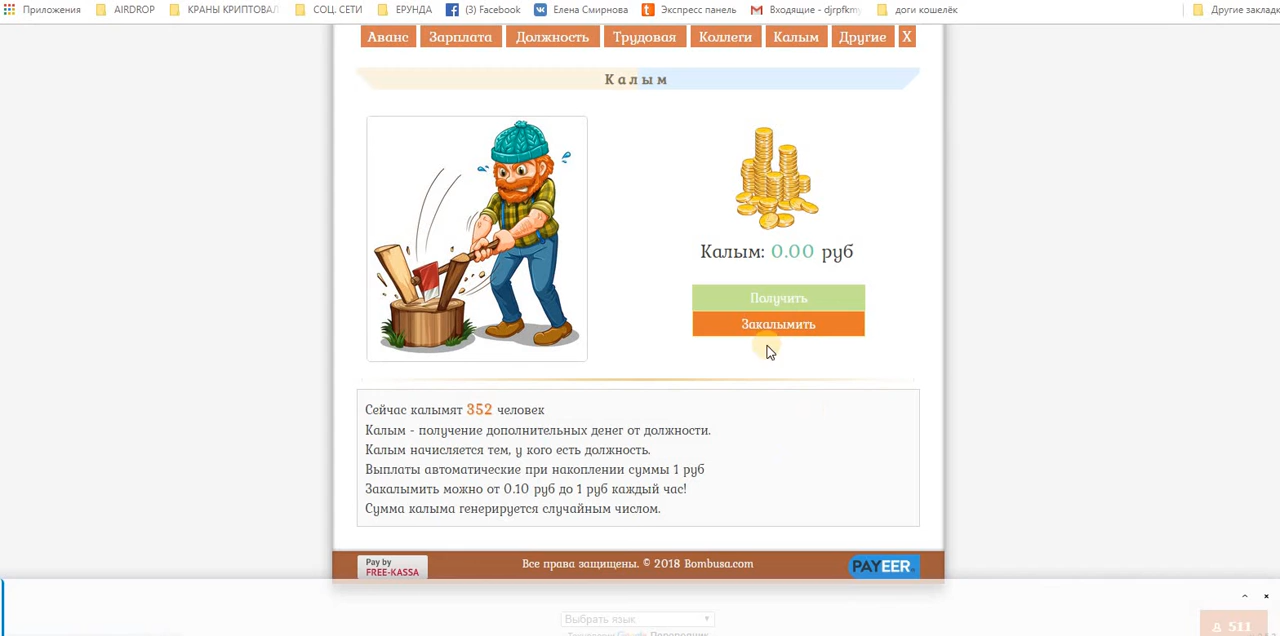 Приложения AIRDROP КРАНЫ КРИПТОВАЛ СОЦ. СЕТИ ЕРУНДА (3) Facebook Елена Смирнова Экспресс панель Входящие - djrpfkmy доги кошелёк Другие закладк
Аванс Зарплата Должность Трудовая Коллеги Калым Другие X
Калым
Калым: 0.00 руб
Получить
Закалымить
Сейчас калымят 352 человек
Калым - получение дополнительных денег от должности.
Калым начисляется тем, у кого есть должность.
Выплаты автоматические при накоплении суммы 1 руб
Закалымить можно от 0.10 руб до 1 руб каждый час!
Сумма калыма генерируется случайным числом.
Pay by
FREE-KASSA
Все права защищены. © 2018 Bombusa.com
PAYEER
Выбрать язык
511